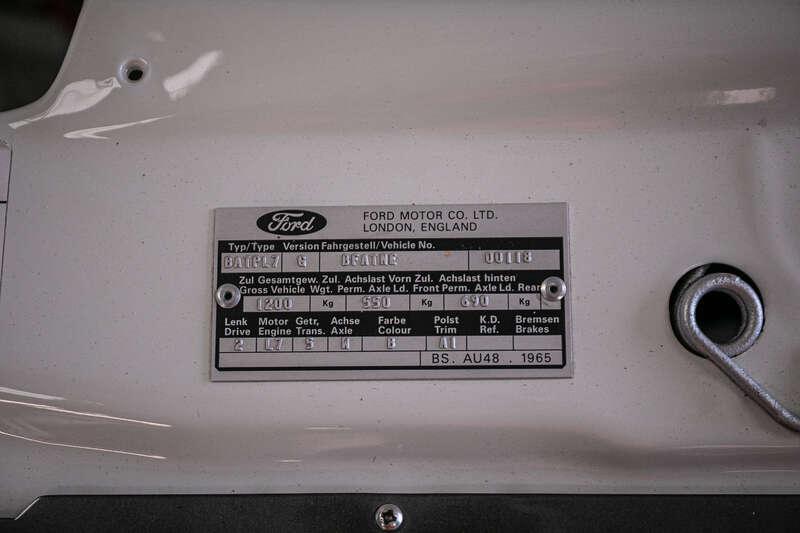 Ford
FORD MOTOR CO. LTD.
LONDON, ENGLAND
Typ/Type Version Fahrgestell/Vehicle No.
BATPL7 G BFATNE 00118
Zul Gesamtgew. Zul. Achslast Vorn Zul. Achslast hinten
Gross Vehicle Wgt. Perm. Axle Ld. Front Perm. Axle Ld. Rear
1200 Kg 550 Kg 690 Kg
Lenk Motor Getr, Achse Farbe Polst K.D. Bremsen
Drive Engine Trans. Axle Colour Trim Ref. Brakes
2 L7 5 B A1
BS. AU48 . 1965